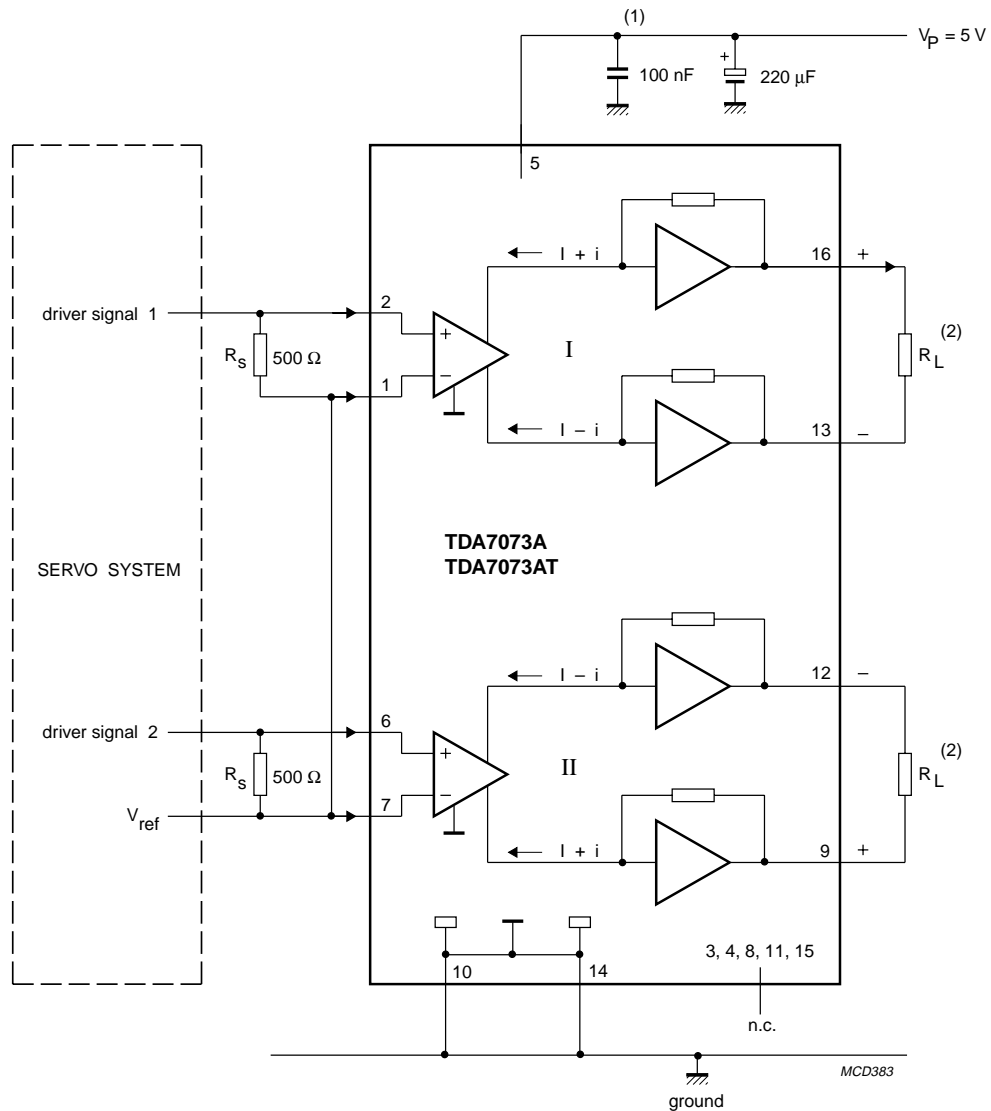 (1)
V_P = 5 V
+
100 nF
220 μF
5
I + i
16
+
driver signal 1
2
+
I
(2)
R_S
500 Ω
R_L
1
−
I − i
13
−
TDA7073A
TDA7073AT
SERVO SYSTEM
I − i
12
−
driver signal 2
6
+
II
(2)
R_S
500 Ω
R_L
V_ref
7
−
I + i
9
+
3, 4, 8, 11, 15
10
14
n.c.
MCD383
ground